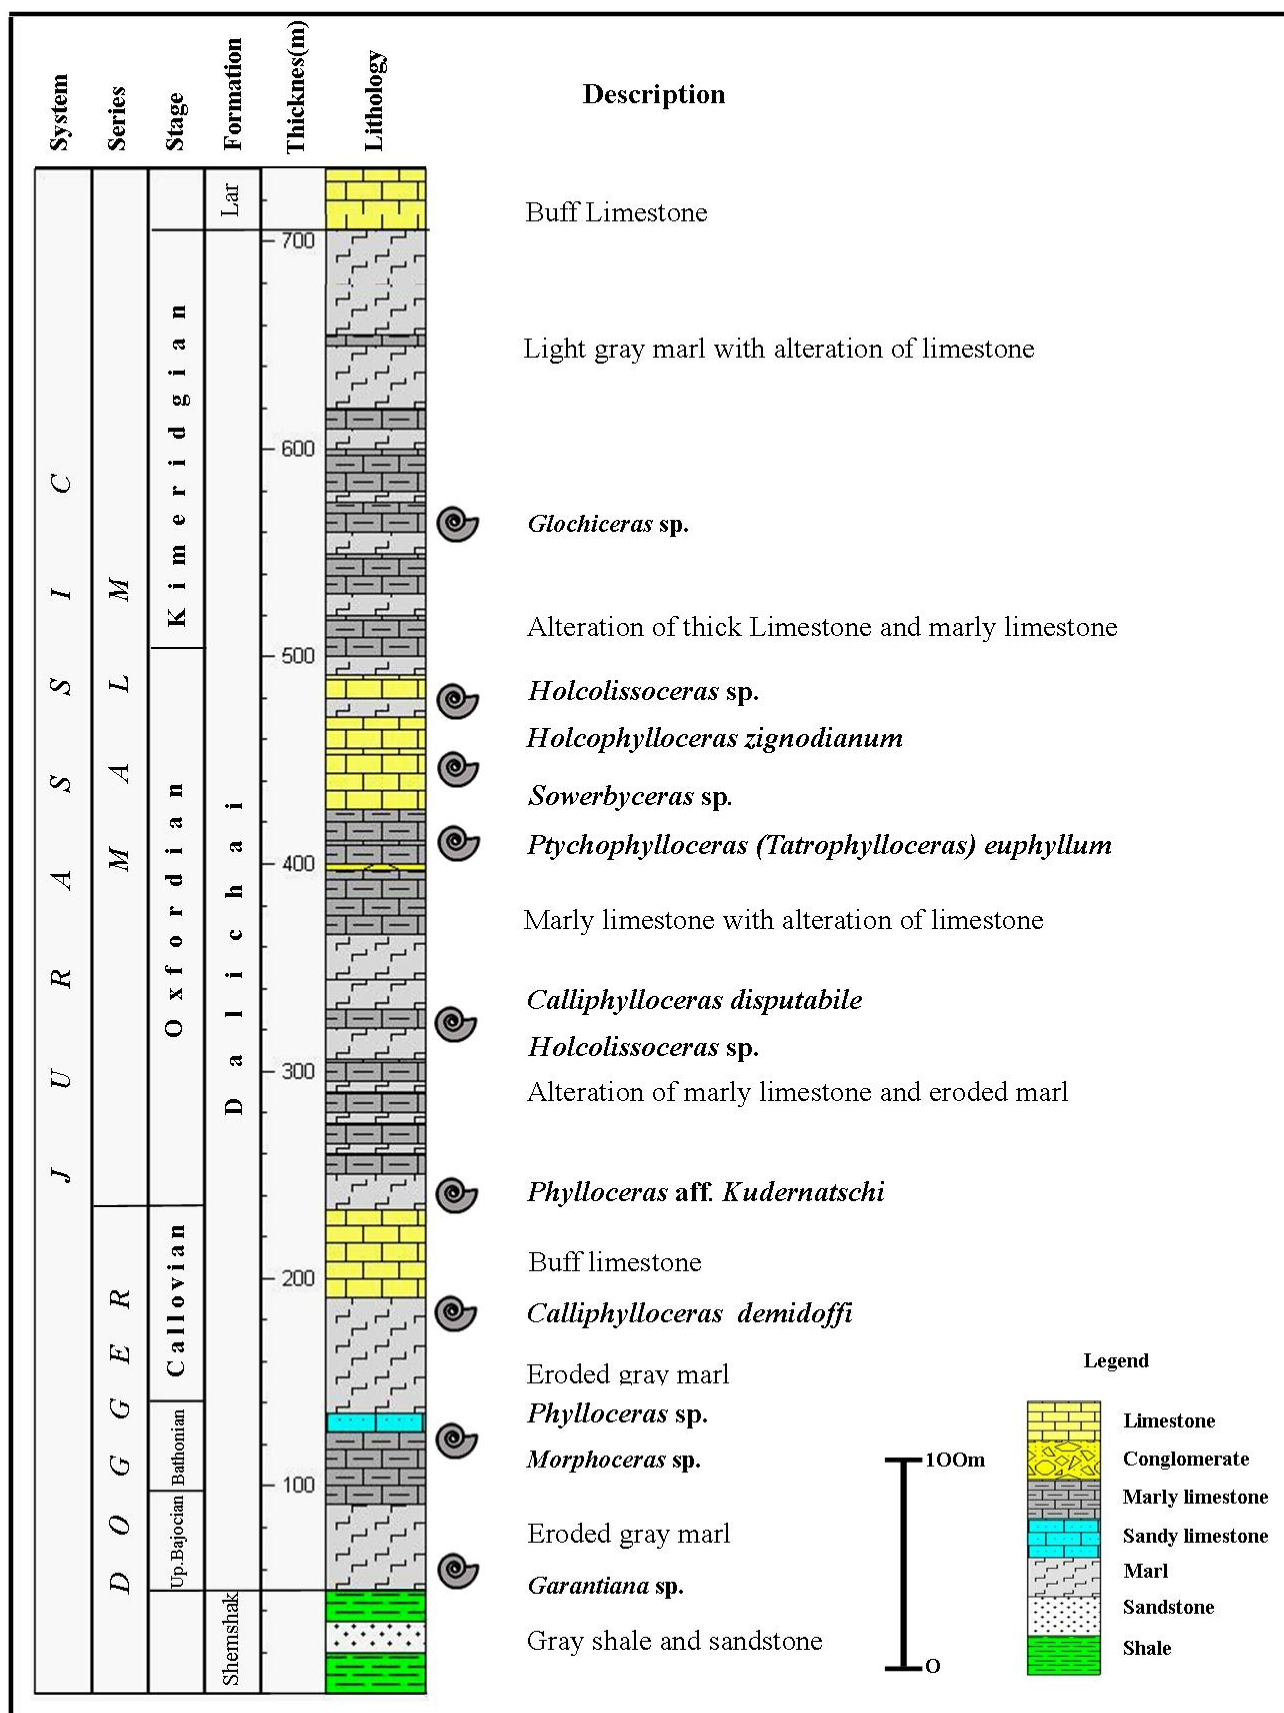 System
Series
Stage
Formation
Thicknes(m)
Lithology
Description
JURASSIC
MALM
DOGGER
Kimeridgian
Oxfordian
Callovian
Bathonian
Up.Bajocian
Lar
Dalichai
Shemshak
700
600
500
400
300
200
100
Buff Limestone
Light gray marl with alteration of limestone
Glochiceras sp.
Alteration of thick Limestone and marly limestone
Holcolissoceras sp.
Holcophylloceras zignodianum
Sowerbyceras sp.
Ptychophylloceras (Tatrophylloceras) euphyllum
Marly limestone with alteration of limestone
Calliphylloceras disputabile
Holcolissoceras sp.
Alteration of marly limestone and eroded marl
Phylloceras aff. Kudernatschi
Buff limestone
Calliphylloceras demidoffi
Eroded gray marl
Phylloceras sp.
Morphoceras sp.
Eroded gray marl
Garantiana sp.
Gray shale and sandstone
100m
0
Legend
Limestone
Conglomerate
Marly limestone
Sandy limestone
Marl
Sandstone
Shale